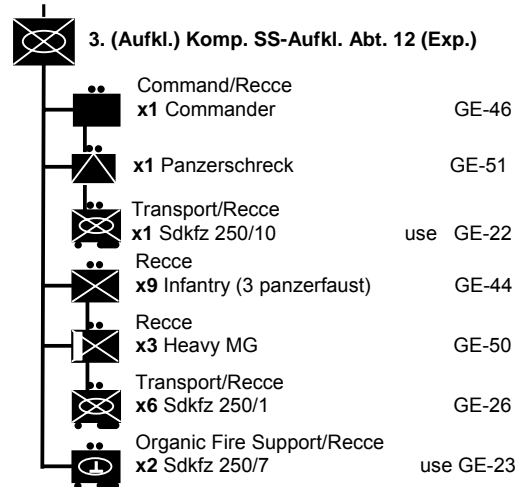 3. (Aufkl.) Komp. SS-Aufkl. Abt. 12 (Exp.)
Command/Recce
x1 Commander GE-46
x1 Panzerschreck GE-51
Transport/Recce
x1 Sdkfz 250/10 use GE-22
Recce
x9 Infantry (3 panzerfaust) GE-44
Recce
x3 Heavy MG GE-50
Transport/Recce
x6 Sdkfz 250/1 GE-26
Organic Fire Support/Recce
x2 Sdkfz 250/7 use GE-23